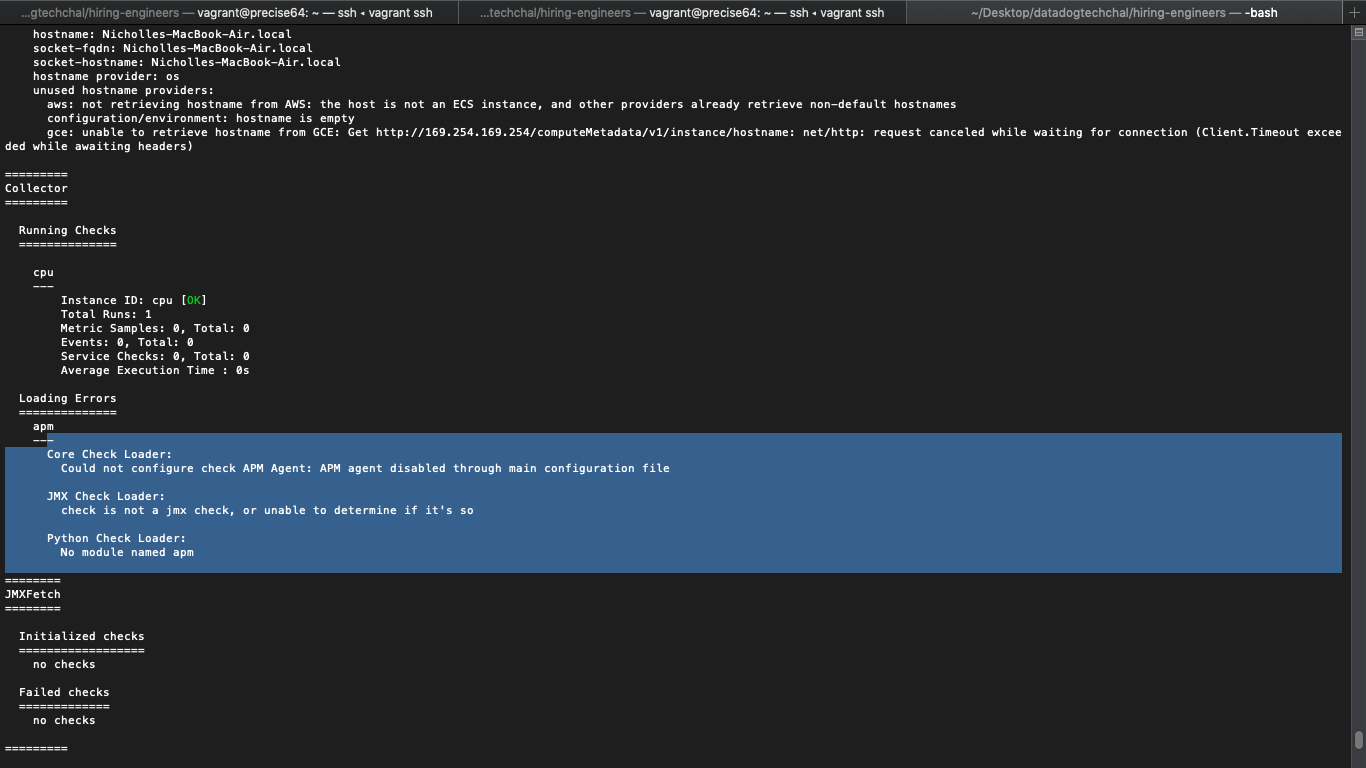 ...gtechchal/hiring-engineers — vagrant@precise64: ~ — ssh ◂ vagrant ssh
...techchal/hiring-engineers — vagrant@precise64: ~ — ssh ◂ vagrant ssh
~/Desktop/datadogtechchal/hiring-engineers — -bash
+
hostname: Nicholles-MacBook-Air.local
socket-fqdn: Nicholles-MacBook-Air.local
socket-hostname: Nicholles-MacBook-Air.local
hostname provider: os
unused hostname providers:
aws: not retrieving hostname from AWS: the host is not an ECS instance, and other providers already retrieve non-default hostnames
configuration/environment: hostname is empty
gce: unable to retrieve hostname from GCE: Get http://169.254.169.254/computeMetadata/v1/instance/hostname: net/http: request canceled while waiting for connection (Client.Timeout excee
ded while awaiting headers)
=========
Collector
=========
Running Checks
==============
cpu
---
Instance ID: cpu [OK]
Total Runs: 1
Metric Samples: 0, Total: 0
Events: 0, Total: 0
Service Checks: 0, Total: 0
Average Execution Time : 0s
Loading Errors
==============
apm
---
Core Check Loader:
Could not configure check APM Agent: APM agent disabled through main configuration file
JMX Check Loader:
check is not a jmx check, or unable to determine if it's so
Python Check Loader:
No module named apm
========
JMXFetch
========
Initialized checks
==================
no checks
Failed checks
=============
no checks
=========